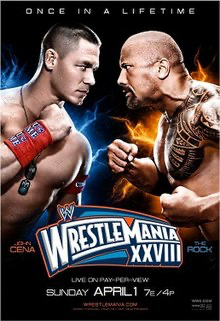 ONCE IN A LIFETIME
JOHN
CENA
W
WRESTLEMANIA
XXVIII
THE
ROCK
LIVE ON PAY-PER-VIEW
SUNDAY APRIL 1 7E/4P
WRESTLEMANIA.COM